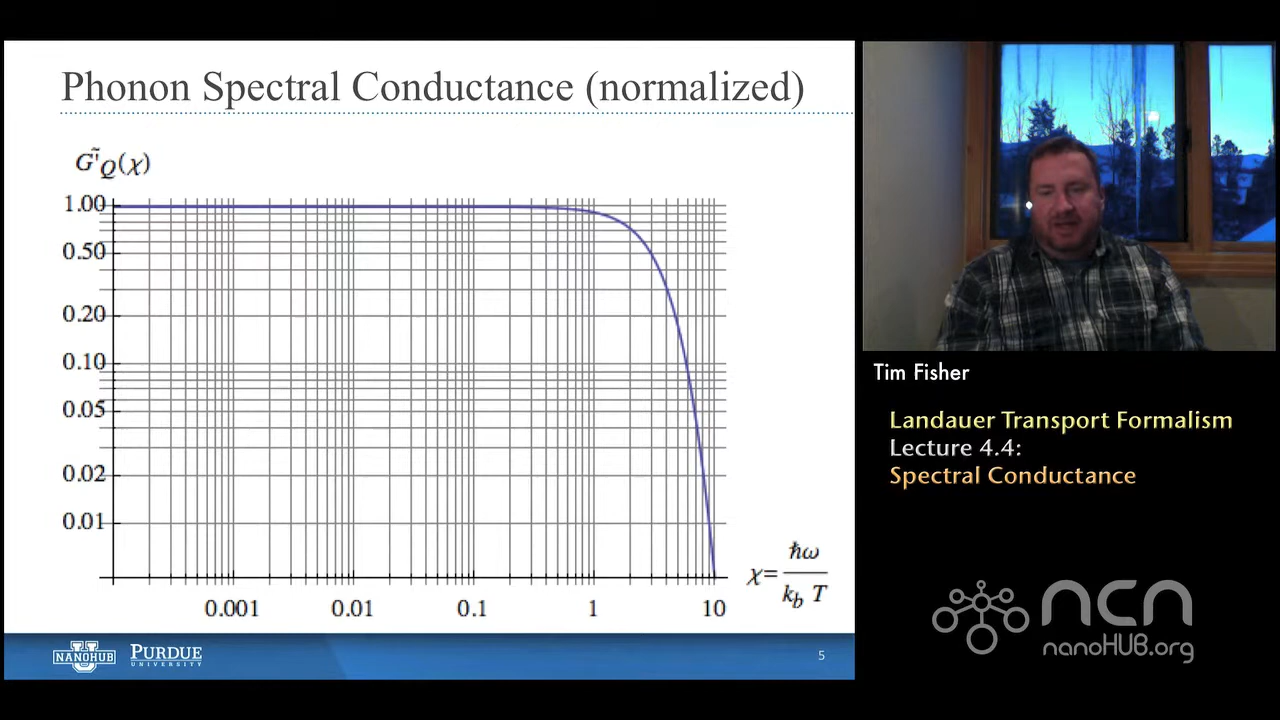 Phonon Spectral Conductance (normalized)
G̃'Q(χ)
1.00
0.50
0.20
0.10
0.05
0.02
0.01
0.001
0.01
0.1
1
10
χ= ħω / k_b T
NANOHUB
PURDUE
UNIVERSITY
5
Tim Fisher
Landauer Transport Formalism
Lecture 4.4:
Spectral Conductance
ncn
nanoHUB.org